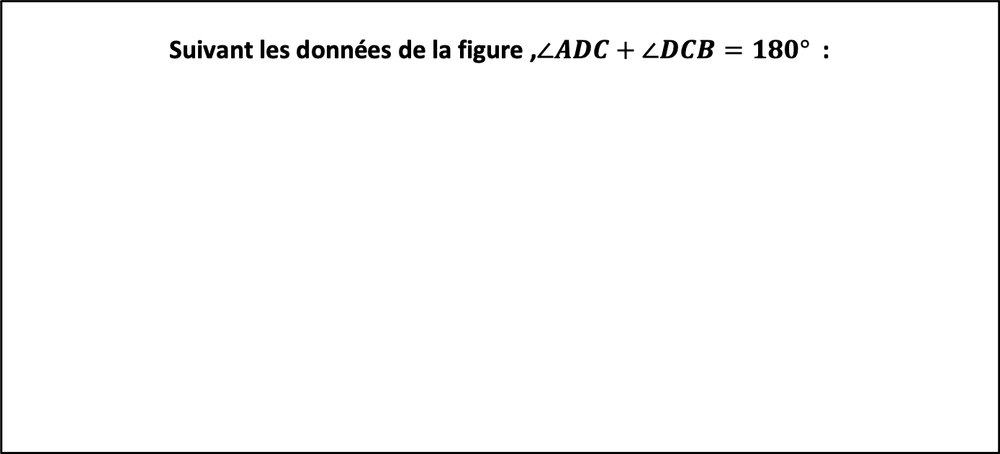 Suivant les données de la figure ,∠ADC + ∠DCB = 180° :